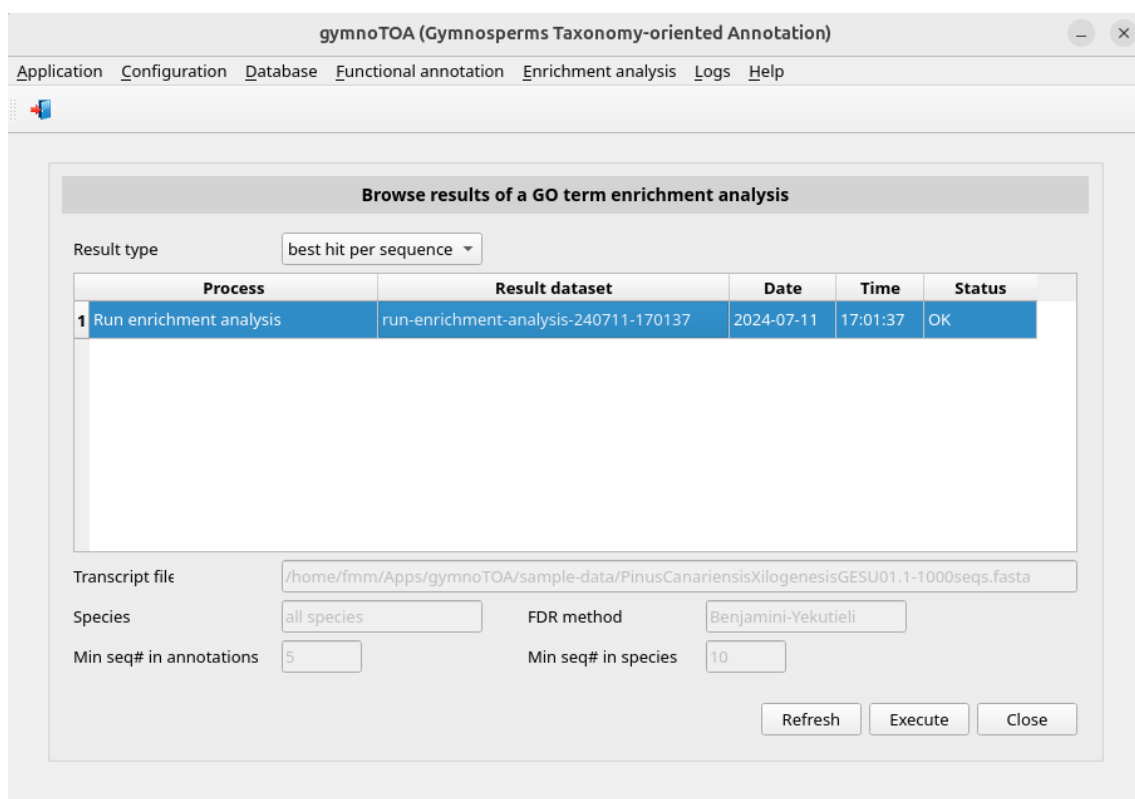 gymnoTOA (Gymnosperms Taxonomy-oriented Annotation)
Application Configuration Database Functional annotation Enrichment analysis Logs Help
Browse results of a GO term enrichment analysis
Result type best hit per sequence
Process Result dataset Date Time Status
1 Run enrichment analysis run-enrichment-analysis-240711-170137 2024-07-11 17:01:37 OK
Transcript file /home/fmm/Apps/gymnoTOA/sample-data/PinusCanariensisXilogenesisGESU01.1-1000seqs.fasta
Species all species FDR method Benjamini-Yekutieli
Min seq# in annotations 5 Min seq# in species 10
Refresh Execute Close